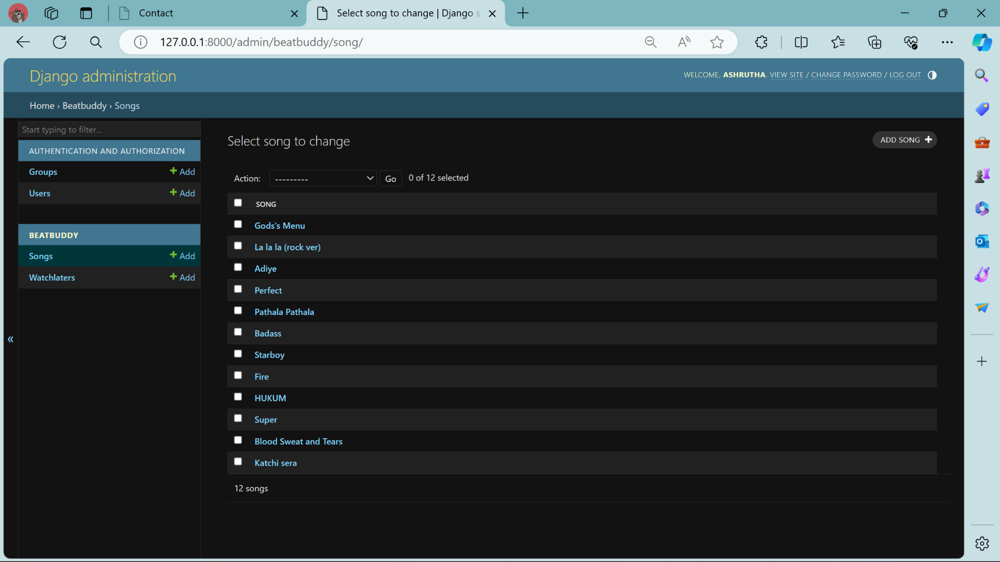 Contact
Select song to change | Django s
127.0.0.1:8000/admin/beatbuddy/song/
Django administration
WELCOME, ASHRUTHA. VIEW SITE / CHANGE PASSWORD / LOG OUT
Home › Beatbuddy › Songs
Start typing to filter...
AUTHENTICATION AND AUTHORIZATION
Groups + Add
Users + Add
BEATBUDDY
Songs + Add
Watchlaters + Add
«
Select song to change
ADD SONG +
Action: --------- Go 0 of 12 selected
SONG
Gods's Menu
La la la (rock ver)
Adiye
Perfect
Pathala Pathala
Badass
Starboy
Fire
HUKUM
Super
Blood Sweat and Tears
Katchi sera
12 songs